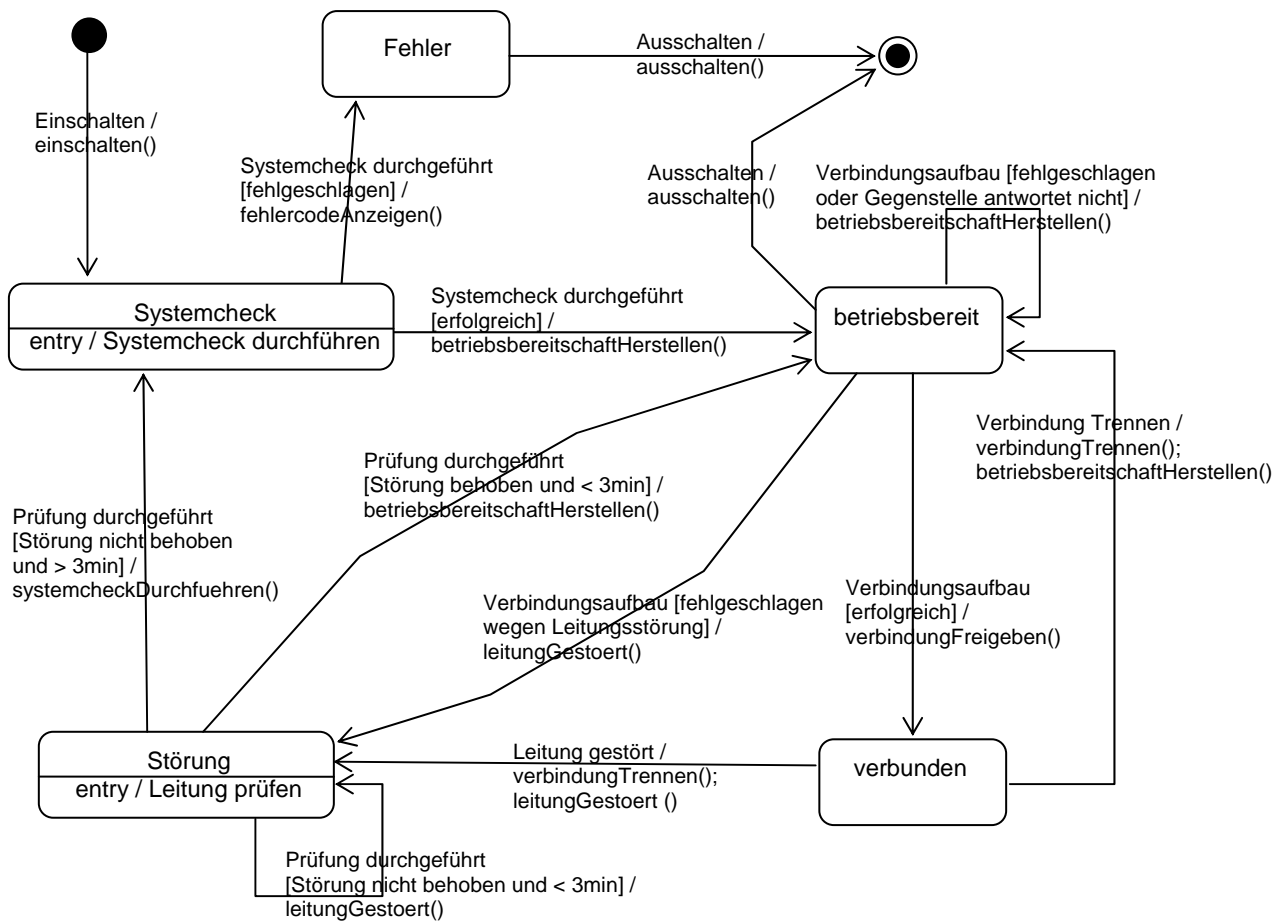 Fehler
Ausschalten /
ausschalten()
Einschalten /
einschalten()
Systemcheck durchgeführt
[fehlgeschlagen] /
fehlercodeAnzeigen()
Ausschalten /
ausschalten()
Verbindungsaufbau [fehlgeschlagen
oder Gegenstelle antwortet nicht] /
betriebsbereitschaftHerstellen()
Systemcheck
entry / Systemcheck durchführen
Systemcheck durchgeführt
[erfolgreich] /
betriebsbereitschaftHerstellen()
betriebsbereit
Verbindung Trennen /
verbindungTrennen();
betriebsbereitschaftHerstellen()
Prüfung durchgeführt
[Störung behoben und < 3min] /
betriebsbereitschaftHerstellen()
Prüfung durchgeführt
[Störung nicht behoben
und > 3min] /
systemcheckDurchfuehren()
Verbindungsaufbau [fehlgeschlagen
wegen Leitungsstörung] /
leitungGestoert()
Verbindungsaufbau
[erfolgreich] /
verbindungFreigeben()
Störung
entry / Leitung prüfen
Leitung gestört /
verbindungTrennen();
leitungGestoert ()
verbunden
Prüfung durchgeführt
[Störung nicht behoben und < 3min] /
leitungGestoert()